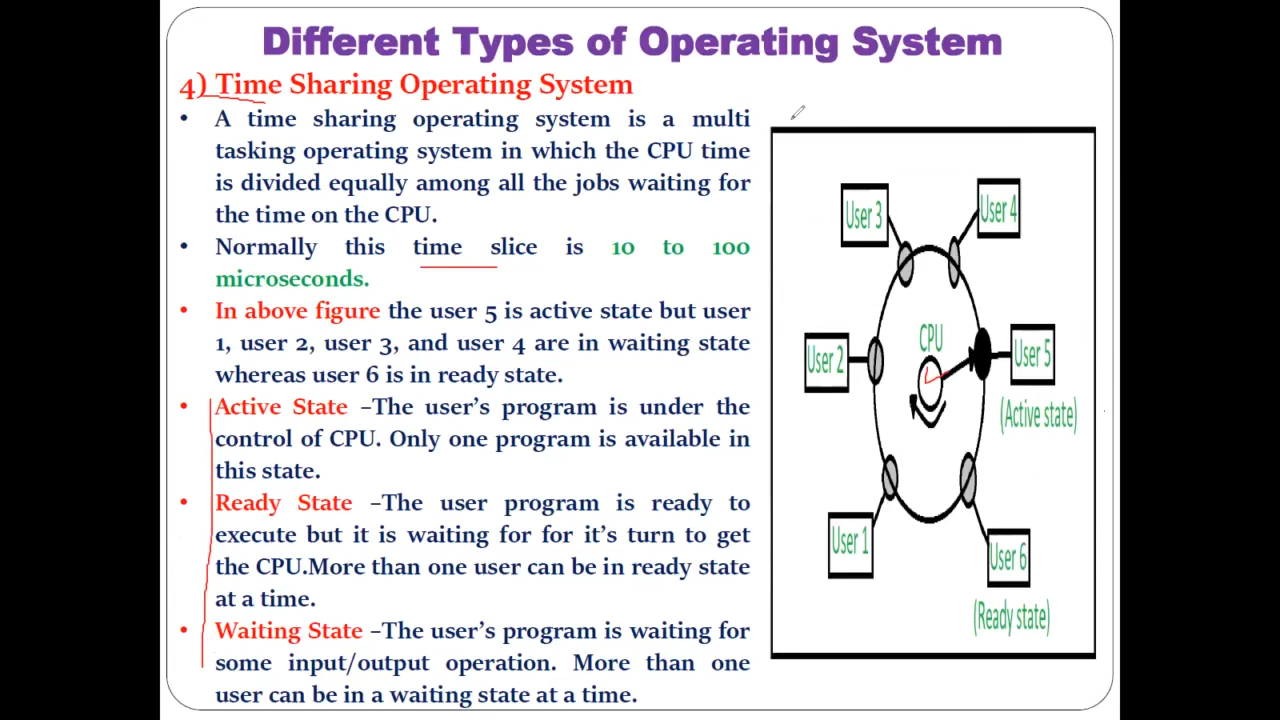 Different Types of Operating System
4) Time Sharing Operating System
• A time sharing operating system is a multi
tasking operating system in which the CPU time
is divided equally among all the jobs waiting for
the time on the CPU.
• Normally this time slice is 10 to 100
microseconds.
• In above figure the user 5 is active state but user
1, user 2, user 3, and user 4 are in waiting state
whereas user 6 is in ready state.
• Active State –The user's program is under the
control of CPU. Only one program is available in
this state.
• Ready State –The user program is ready to
execute but it is waiting for for it's turn to get
the CPU.More than one user can be in ready state
at a time.
• Waiting State –The user's program is waiting for
some input/output operation. More than one
user can be in a waiting state at a time.
User 3
User 4
CPU
User 2
User 5
(Active state)
User 1
User 6
(Ready state)